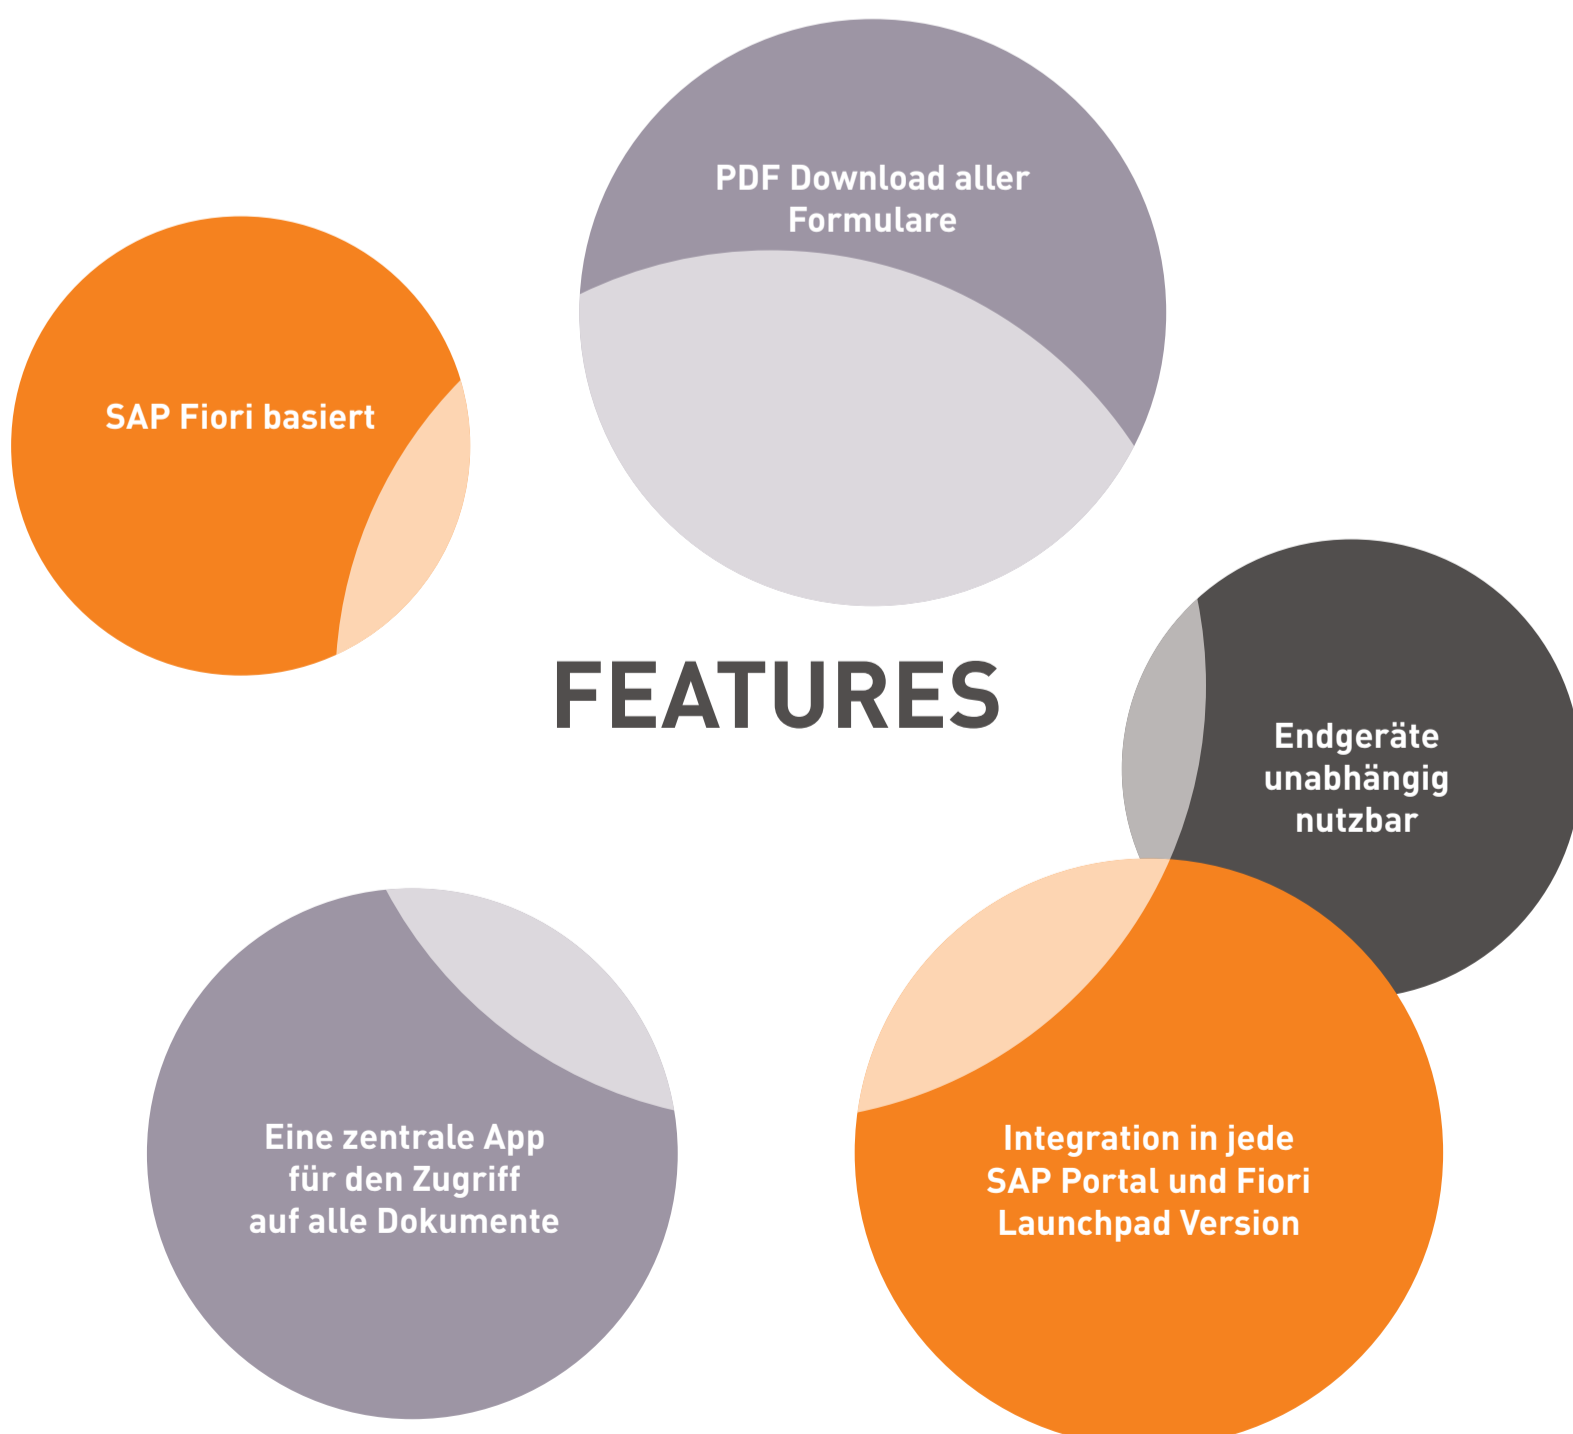 PDF Download aller
Formulare
SAP Fiori basiert
FEATURES
Endgeräte
unabhängig
nutzbar
Eine zentrale App
für den Zugriff
auf alle Dokumente
Integration in jede
SAP Portal und Fiori
Launchpad Version